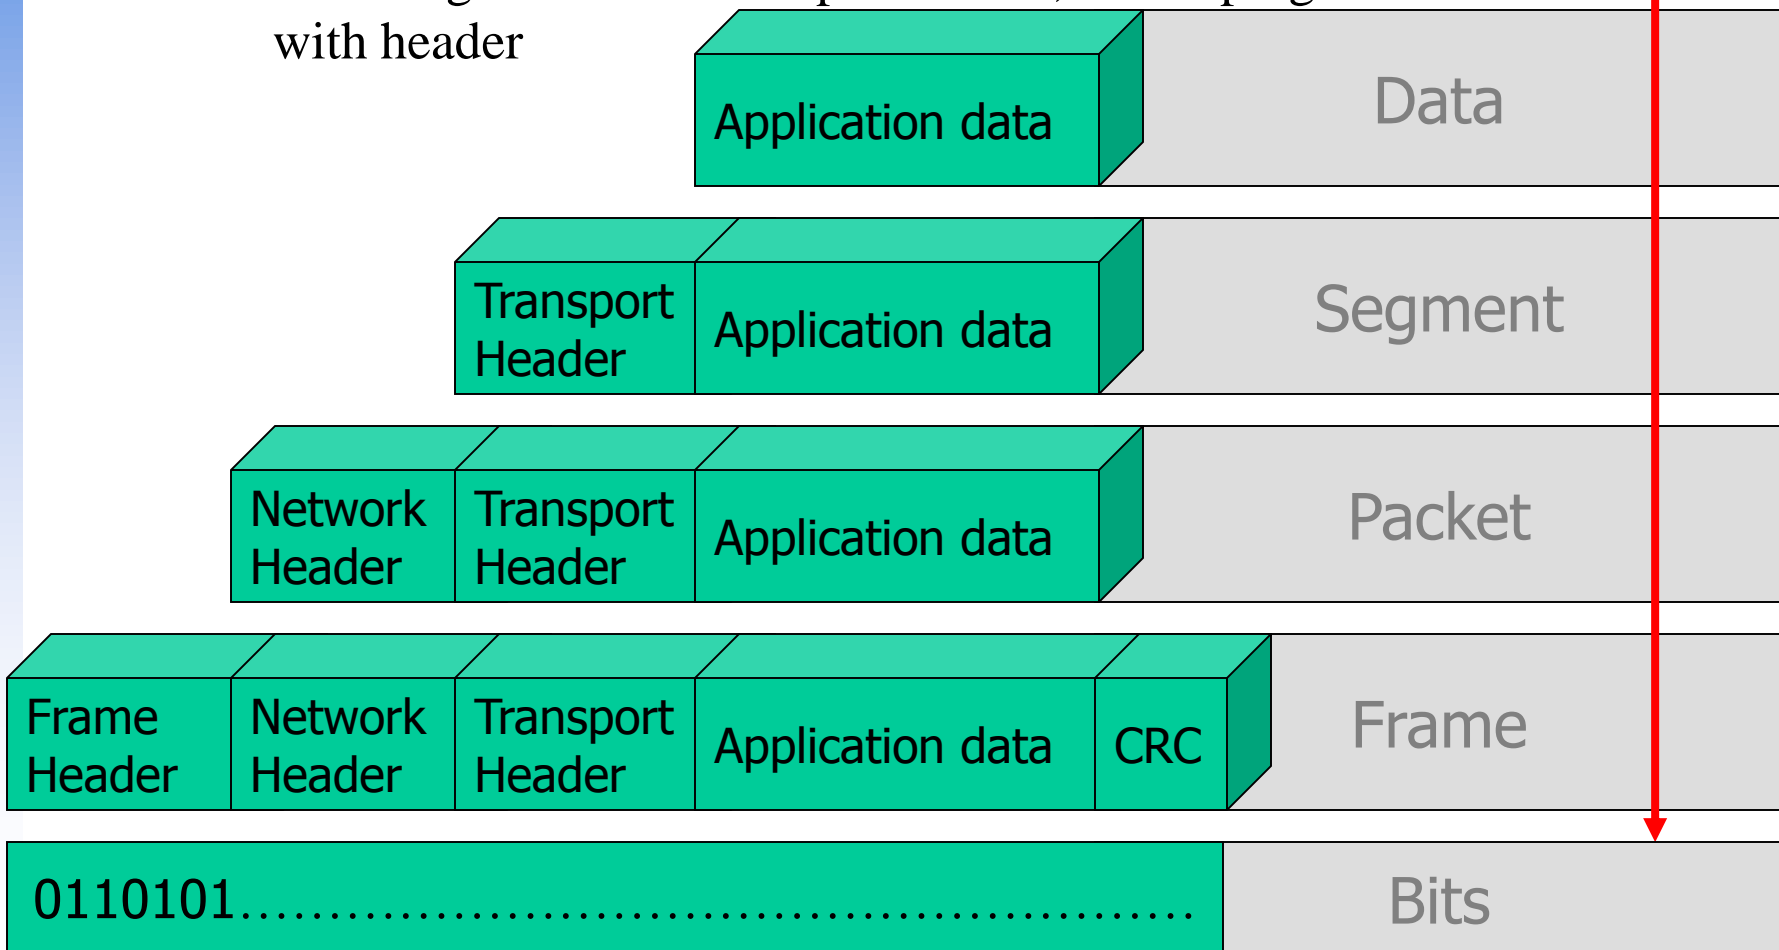 with header
Application data
Data
Transport
Header
Application data
Segment
Network
Header
Transport
Header
Application data
Packet
Frame
Header
Network
Header
Transport
Header
Application data
CRC
Frame
0110101......................................................
Bits